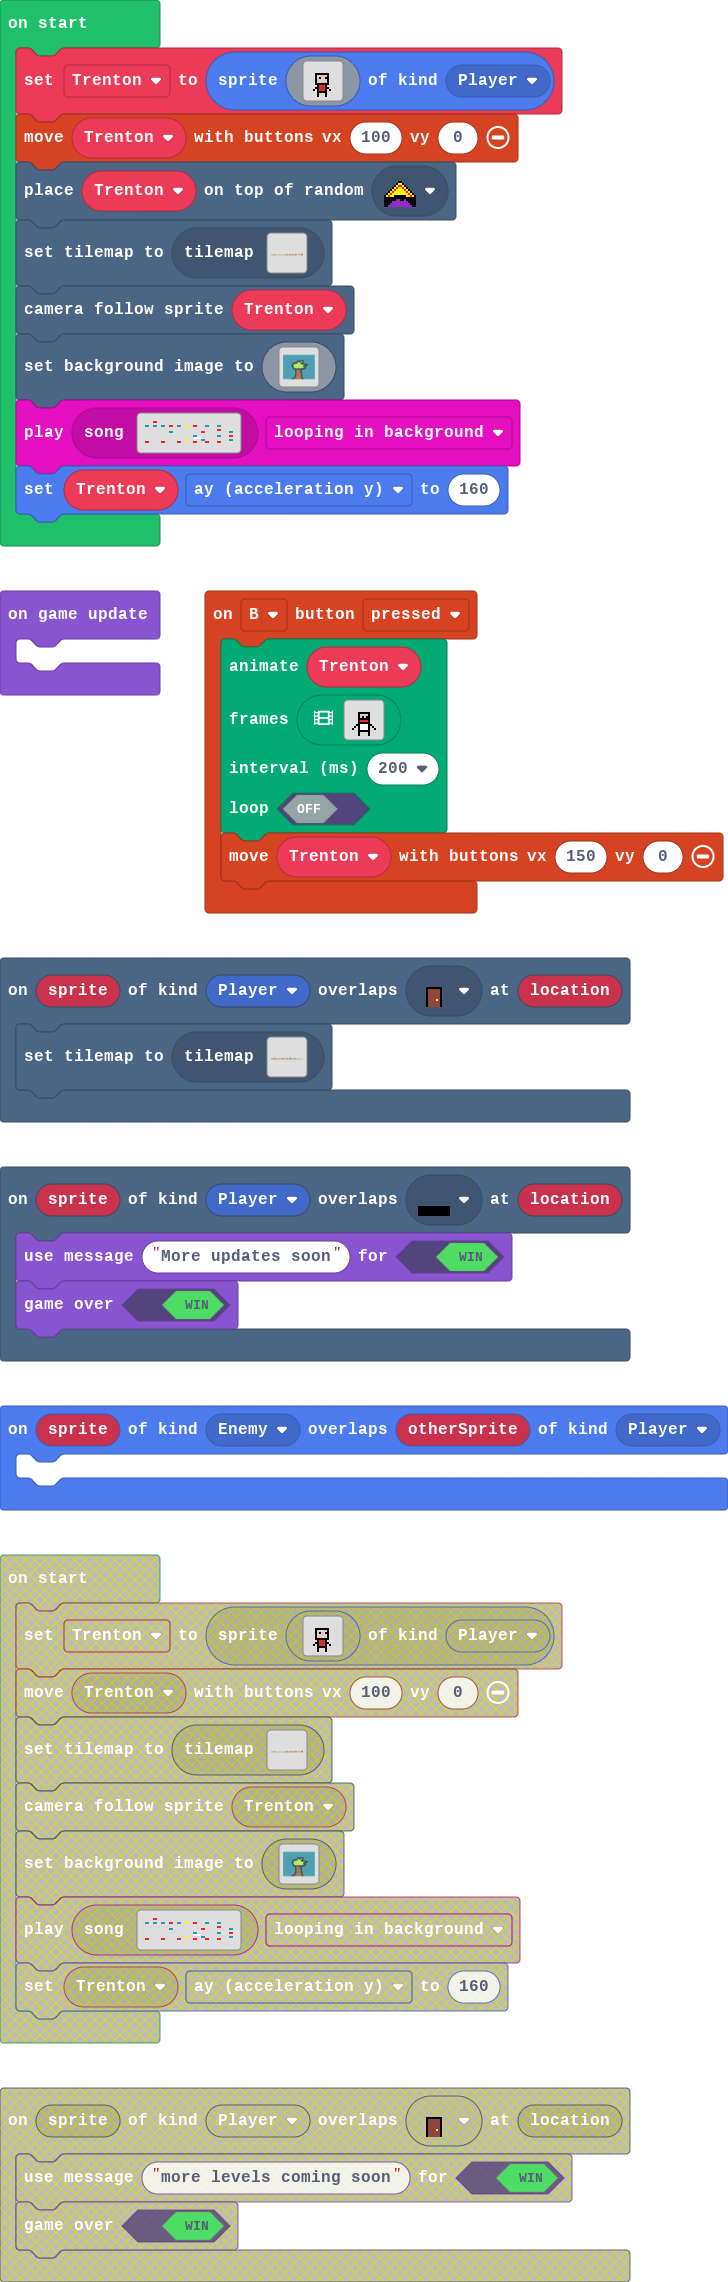 on start
set Trenton to sprite of kind Player
move Trenton with buttons vx 100 vy 0
place Trenton on top of random
set tilemap to tilemap
camera follow sprite Trenton
set background image to
play song looping in background
set Trenton ay (acceleration y) to 160
on game update
on B button pressed
animate Trenton
frames
interval (ms) 200
loop OFF
move Trenton with buttons vx 150 vy 0
on sprite of kind Player overlaps at location
set tilemap to tilemap
on sprite of kind Player overlaps at location
use message "More updates soon" for WIN
game over WIN
on sprite of kind Enemy overlaps otherSprite of kind Player
on start
set Trenton to sprite of kind Player
move Trenton with buttons vx 100 vy 0
set tilemap to tilemap
camera follow sprite Trenton
set background image to
play song looping in background
set Trenton ay (acceleration y) to 160
on sprite of kind Player overlaps at location
use message "more levels coming soon" for WIN
game over WIN